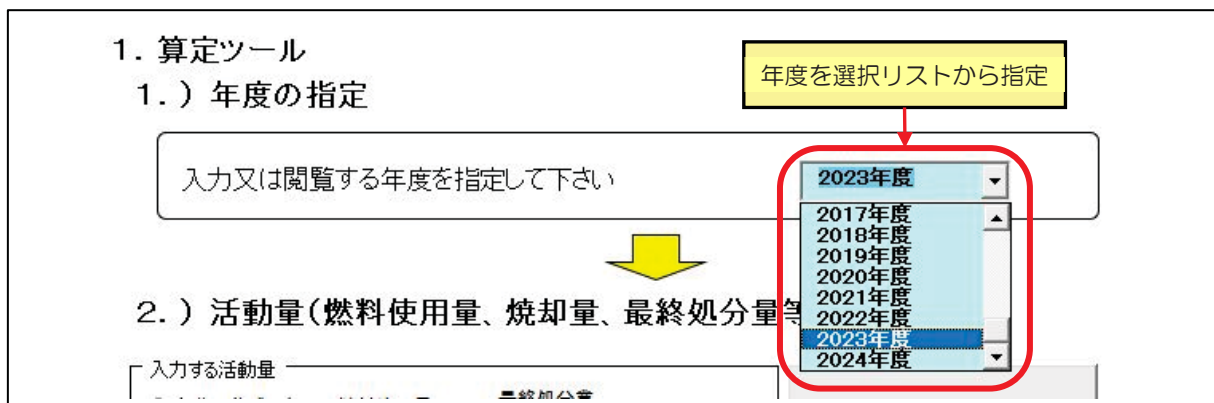 1. 算定ツール
年度を選択リストから指定
1. ) 年度の指定
入力又は閲覧する年度を指定して下さい
2023年度
2017年度
2018年度
2019年度
2020年度
2021年度
2022年度
2023年度
2024年度
2. ) 活動量(燃料使用量、焼却量、最終処分量等
入力する活動量